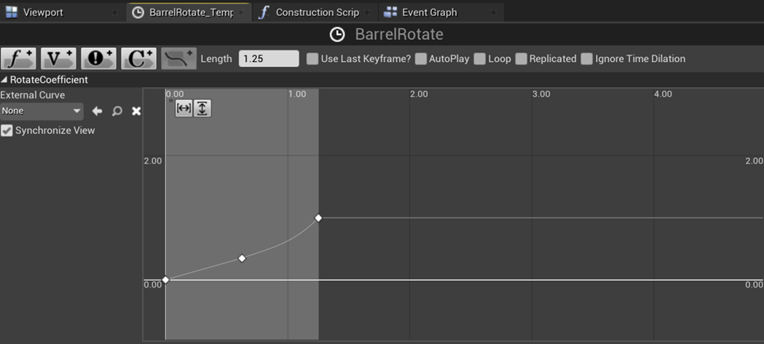 Viewport BarrelRotate_Temp Construction Scrip Event Graph
BarrelRotate
f V C Length 1.25 Use Last Keyframe? AutoPlay Loop Replicated Ignore Time Dilation
RotateCoefficient
External Curve
None
Synchronize View
0.00 1.00 2.00 3.00 4.00
2.00 2.00
0.00 0.00